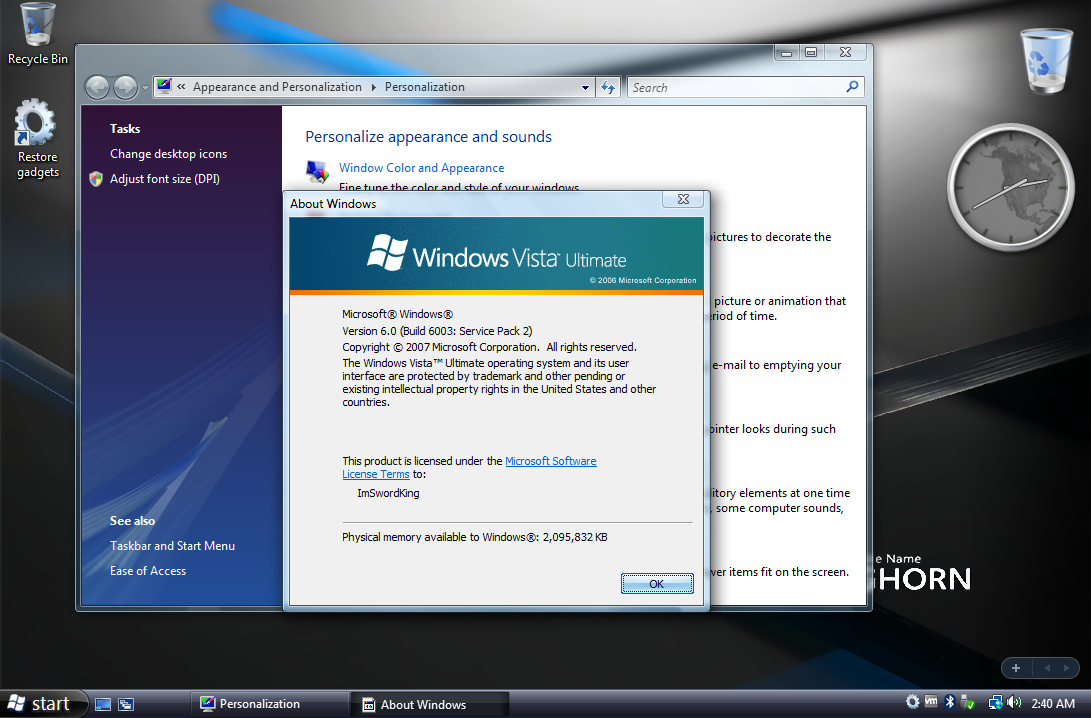 Recycle Bin
Restore
gadgets
« Appearance and Personalization
Personalization
Search
Tasks
Change desktop icons
Adjust font size (DPI)
See also
Taskbar and Start Menu
Ease of Access
Personalize appearance and sounds
Window Color and Appearance
Fine tune the color and style of your windows.
pictures to decorate the
picture or animation that
riod of time.
e-mail to emptying your
ointer looks during such
itory elements at one time
, some computer sounds,
wer items fit on the screen.
About Windows
Windows Vista™ Ultimate
© 2006 Microsoft Corporation
Microsoft® Windows®
Version 6.0 (Build 6003: Service Pack 2)
Copyright © 2007 Microsoft Corporation. All rights reserved.
The Windows Vista™ Ultimate operating system and its user
interface are protected by trademark and other pending or
existing intellectual property rights in the United States and other
countries.
This product is licensed under the Microsoft Software
License Terms to:
ImSwordKing
Physical memory available to Windows®: 2,095,832 KB
OK
e Name
HORN
start
Personalization
About Windows
vm
2:40 AM